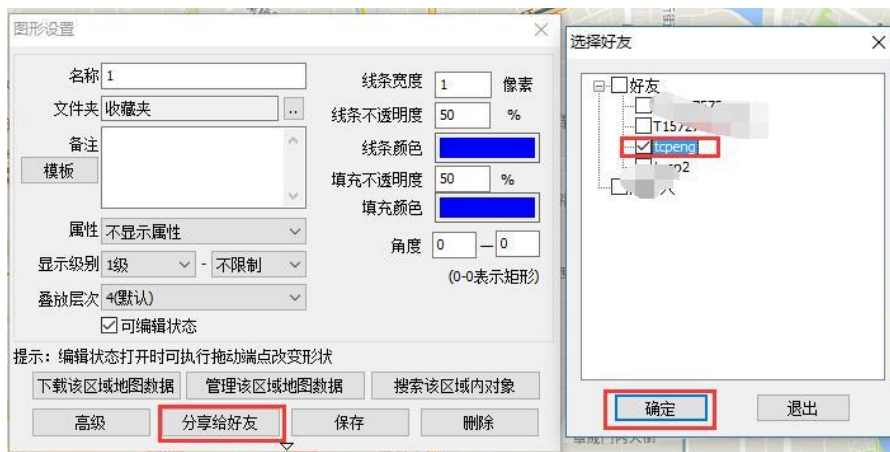 图形设置
名称 1
文件夹 收藏夹 ..
备注
模板
属性 不显示属性
显示级别 1级 - 不限制
叠放层次 4(默认)
可编辑状态
线条宽度 1 像素
线条不透明度 50 %
线条颜色
填充不透明度 50 %
填充颜色
角度 0 — 0
(0-0表示矩形)
提示：编辑状态打开时可执行拖动端点改变形状
下载该区域地图数据 管理该区域地图数据 搜索该区域内对象
高级 分享给好友 保存 删除
选择好友
好友
tcpeng
确定 退出